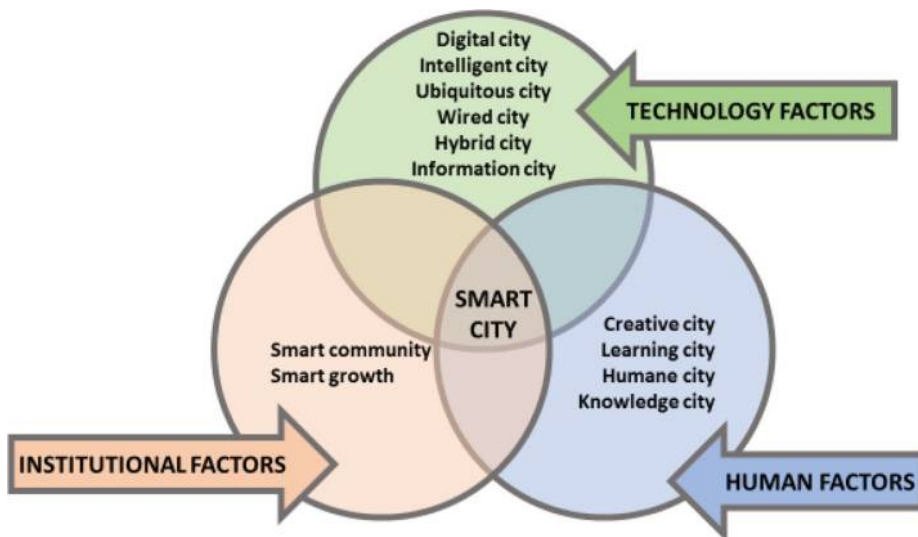 Digital city
Intelligent city
Ubiquitous city
Wired city
Hybrid city
Information city
TECHNOLOGY FACTORS
SMART
CITY
Smart community
Smart growth
Creative city
Learning city
Humane city
Knowledge city
INSTITUTIONAL FACTORS
HUMAN FACTORS